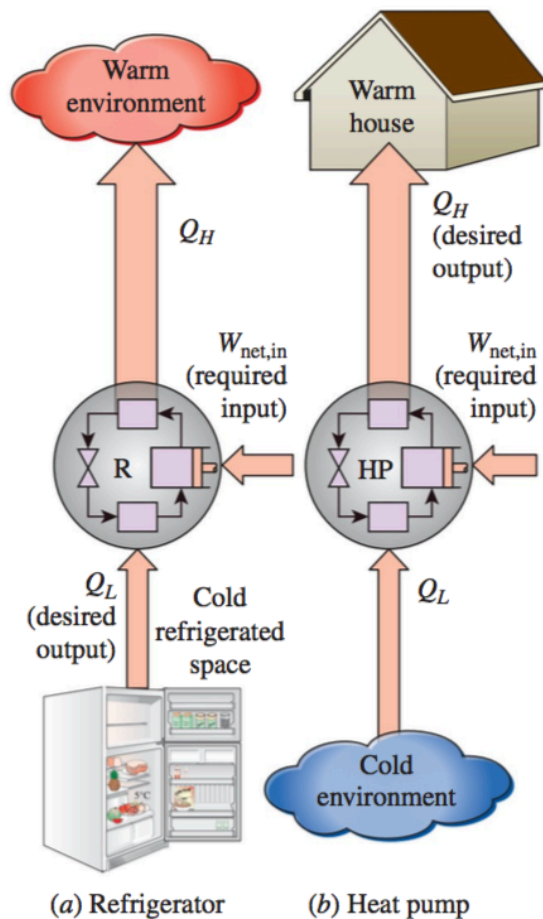 Warm
environment
Warm
house
Q_H
Q_H
(desired
output)
W_net,in
(required
input)
W_net,in
(required
input)
R
HP
Q_L
(desired
output)
Cold
refrigerated
space
Q_L
5°C
Cold
environment
(a) Refrigerator
(b) Heat pump